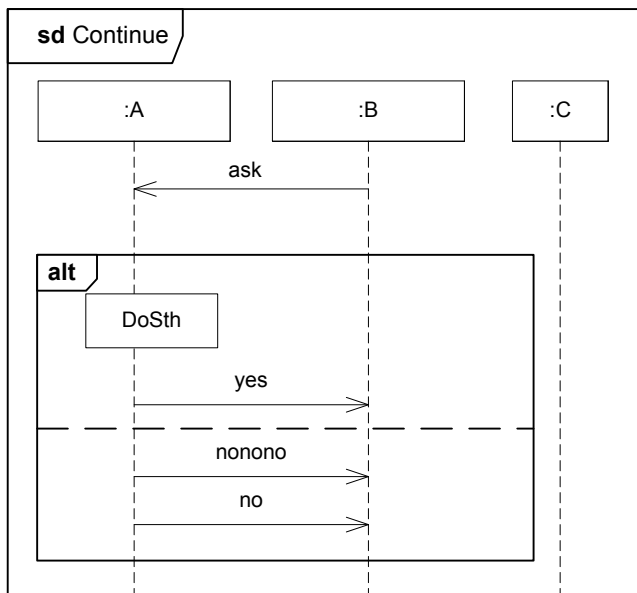 sd Continue
:A
:B
:C
ask
alt
DoSth
yes
nonono
no